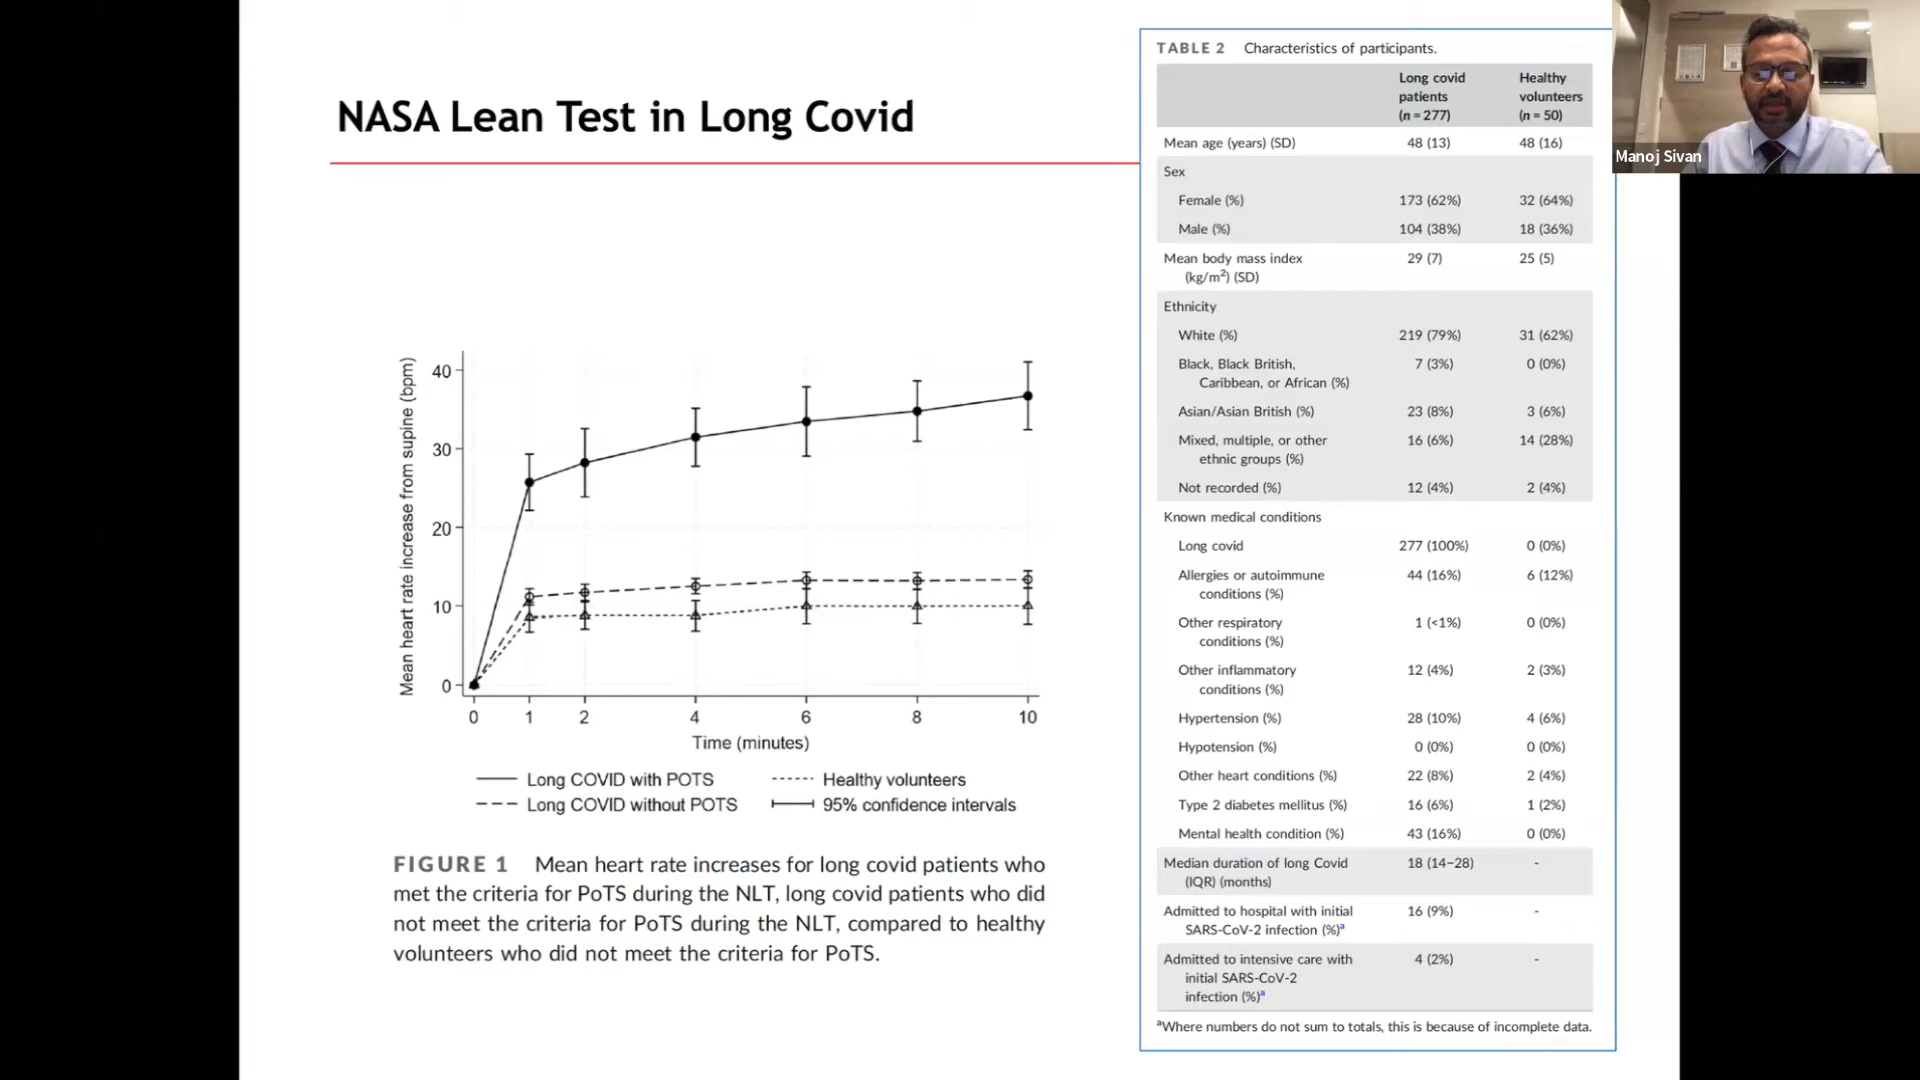 NASA Lean Test in Long Covid
Mean heart rate increase from supine (bpm)
40
30
20
10
0
0 1 2 4 6 8 10
Time (minutes)
Long COVID with POTS Healthy volunteers
Long COVID without POTS 95% confidence intervals
FIGURE 1 Mean heart rate increases for long covid patients who
met the criteria for PoTS during the NLT, long covid patients who did
not meet the criteria for PoTS during the NLT, compared to healthy
volunteers who did not meet the criteria for PoTS.
TABLE 2 Characteristics of participants.
Long covid patients (n = 277) Healthy volunteers (n = 50)
Mean age (years) (SD) 48 (13) 48 (16)
Sex
Female (%) 173 (62%) 32 (64%)
Male (%) 104 (38%) 18 (36%)
Mean body mass index
(kg/m²) (SD) 29 (7) 25 (5)
Ethnicity
White (%) 219 (79%) 31 (62%)
Black, Black British, 7 (3%) 0 (0%)
Caribbean, or African (%)
Asian/Asian British (%) 23 (8%) 3 (6%)
Mixed, multiple, or other 16 (6%) 14 (28%)
ethnic groups (%)
Not recorded (%) 12 (4%) 2 (4%)
Known medical conditions
Long covid 277 (100%) 0 (0%)
Allergies or autoimmune 44 (16%) 6 (12%)
conditions (%)
Other respiratory 1 (<1%) 0 (0%)
conditions (%)
Other inflammatory 12 (4%) 2 (3%)
conditions (%)
Hypertension (%) 28 (10%) 4 (6%)
Hypotension (%) 0 (0%) 0 (0%)
Other heart conditions (%) 22 (8%) 2 (4%)
Type 2 diabetes mellitus (%) 16 (6%) 1 (2%)
Mental health condition (%) 43 (16%) 0 (0%)
Median duration of long Covid 18 (14–28) -
(IQR) (months)
Admitted to hospital with initial 16 (9%) -
SARS-CoV-2 infection (%)ᵃ
Admitted to intensive care with 4 (2%) -
initial SARS-CoV-2
infection (%)ᵃ
ᵃWhere numbers do not sum to totals, this is because of incomplete data.
Manoj Sivan